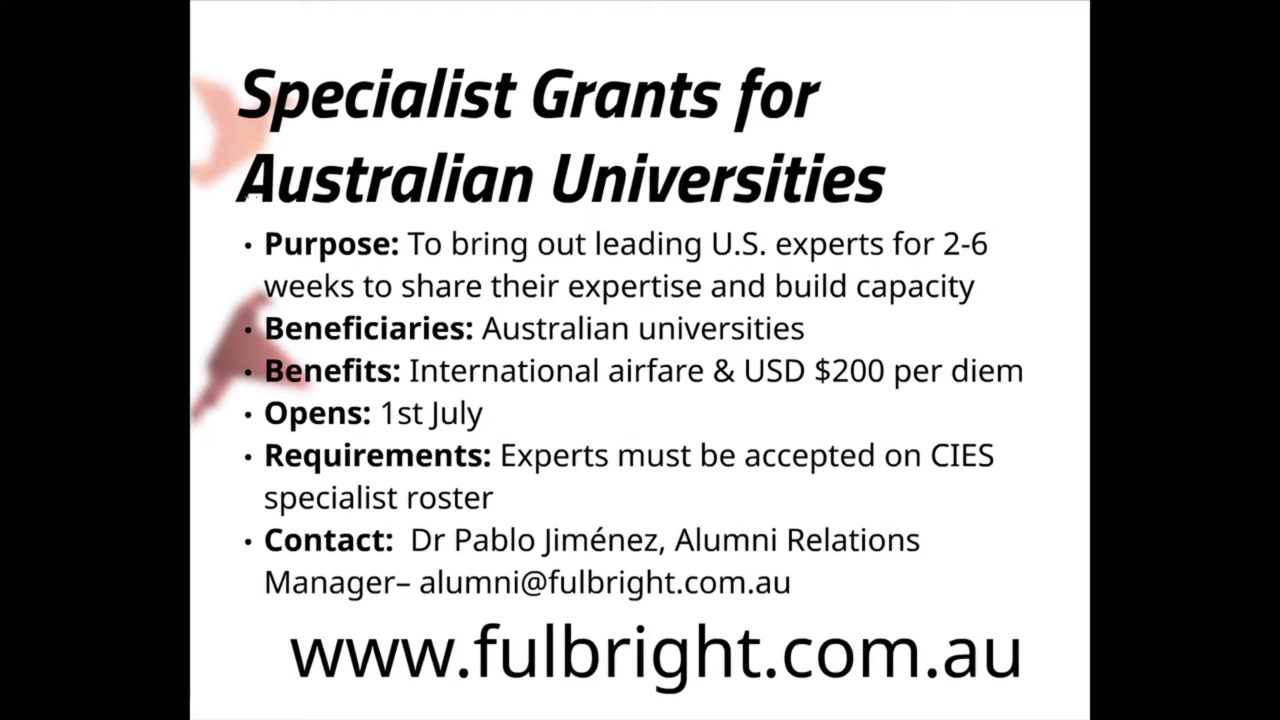 Specialist Grants for
Australian Universities
• Purpose: To bring out leading U.S. experts for 2-6
weeks to share their expertise and build capacity
• Beneficiaries: Australian universities
• Benefits: International airfare & USD $200 per diem
• Opens: 1st July
• Requirements: Experts must be accepted on CIES
specialist roster
• Contact: Dr Pablo Jiménez, Alumni Relations
Manager– alumni@fulbright.com.au
www.fulbright.com.au